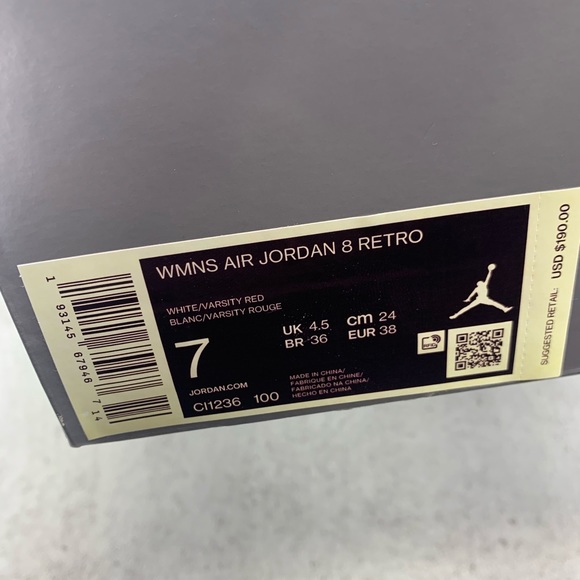 WMNS AIR JORDAN 8 RETRO
WHITE/VARSITY RED
BLANC/VARSITY ROUGE
7
UK 4.5 cm 24
BR 36 EUR 38
JORDAN.COM
CI1236 100
MADE IN CHINA/
FABRIQUE EN CHINE/
FABRICADO NA CHINA/
HECHO EN CHINA
RFID
SUGGESTED RETAIL: USD $190.00
1 93145 67946 714